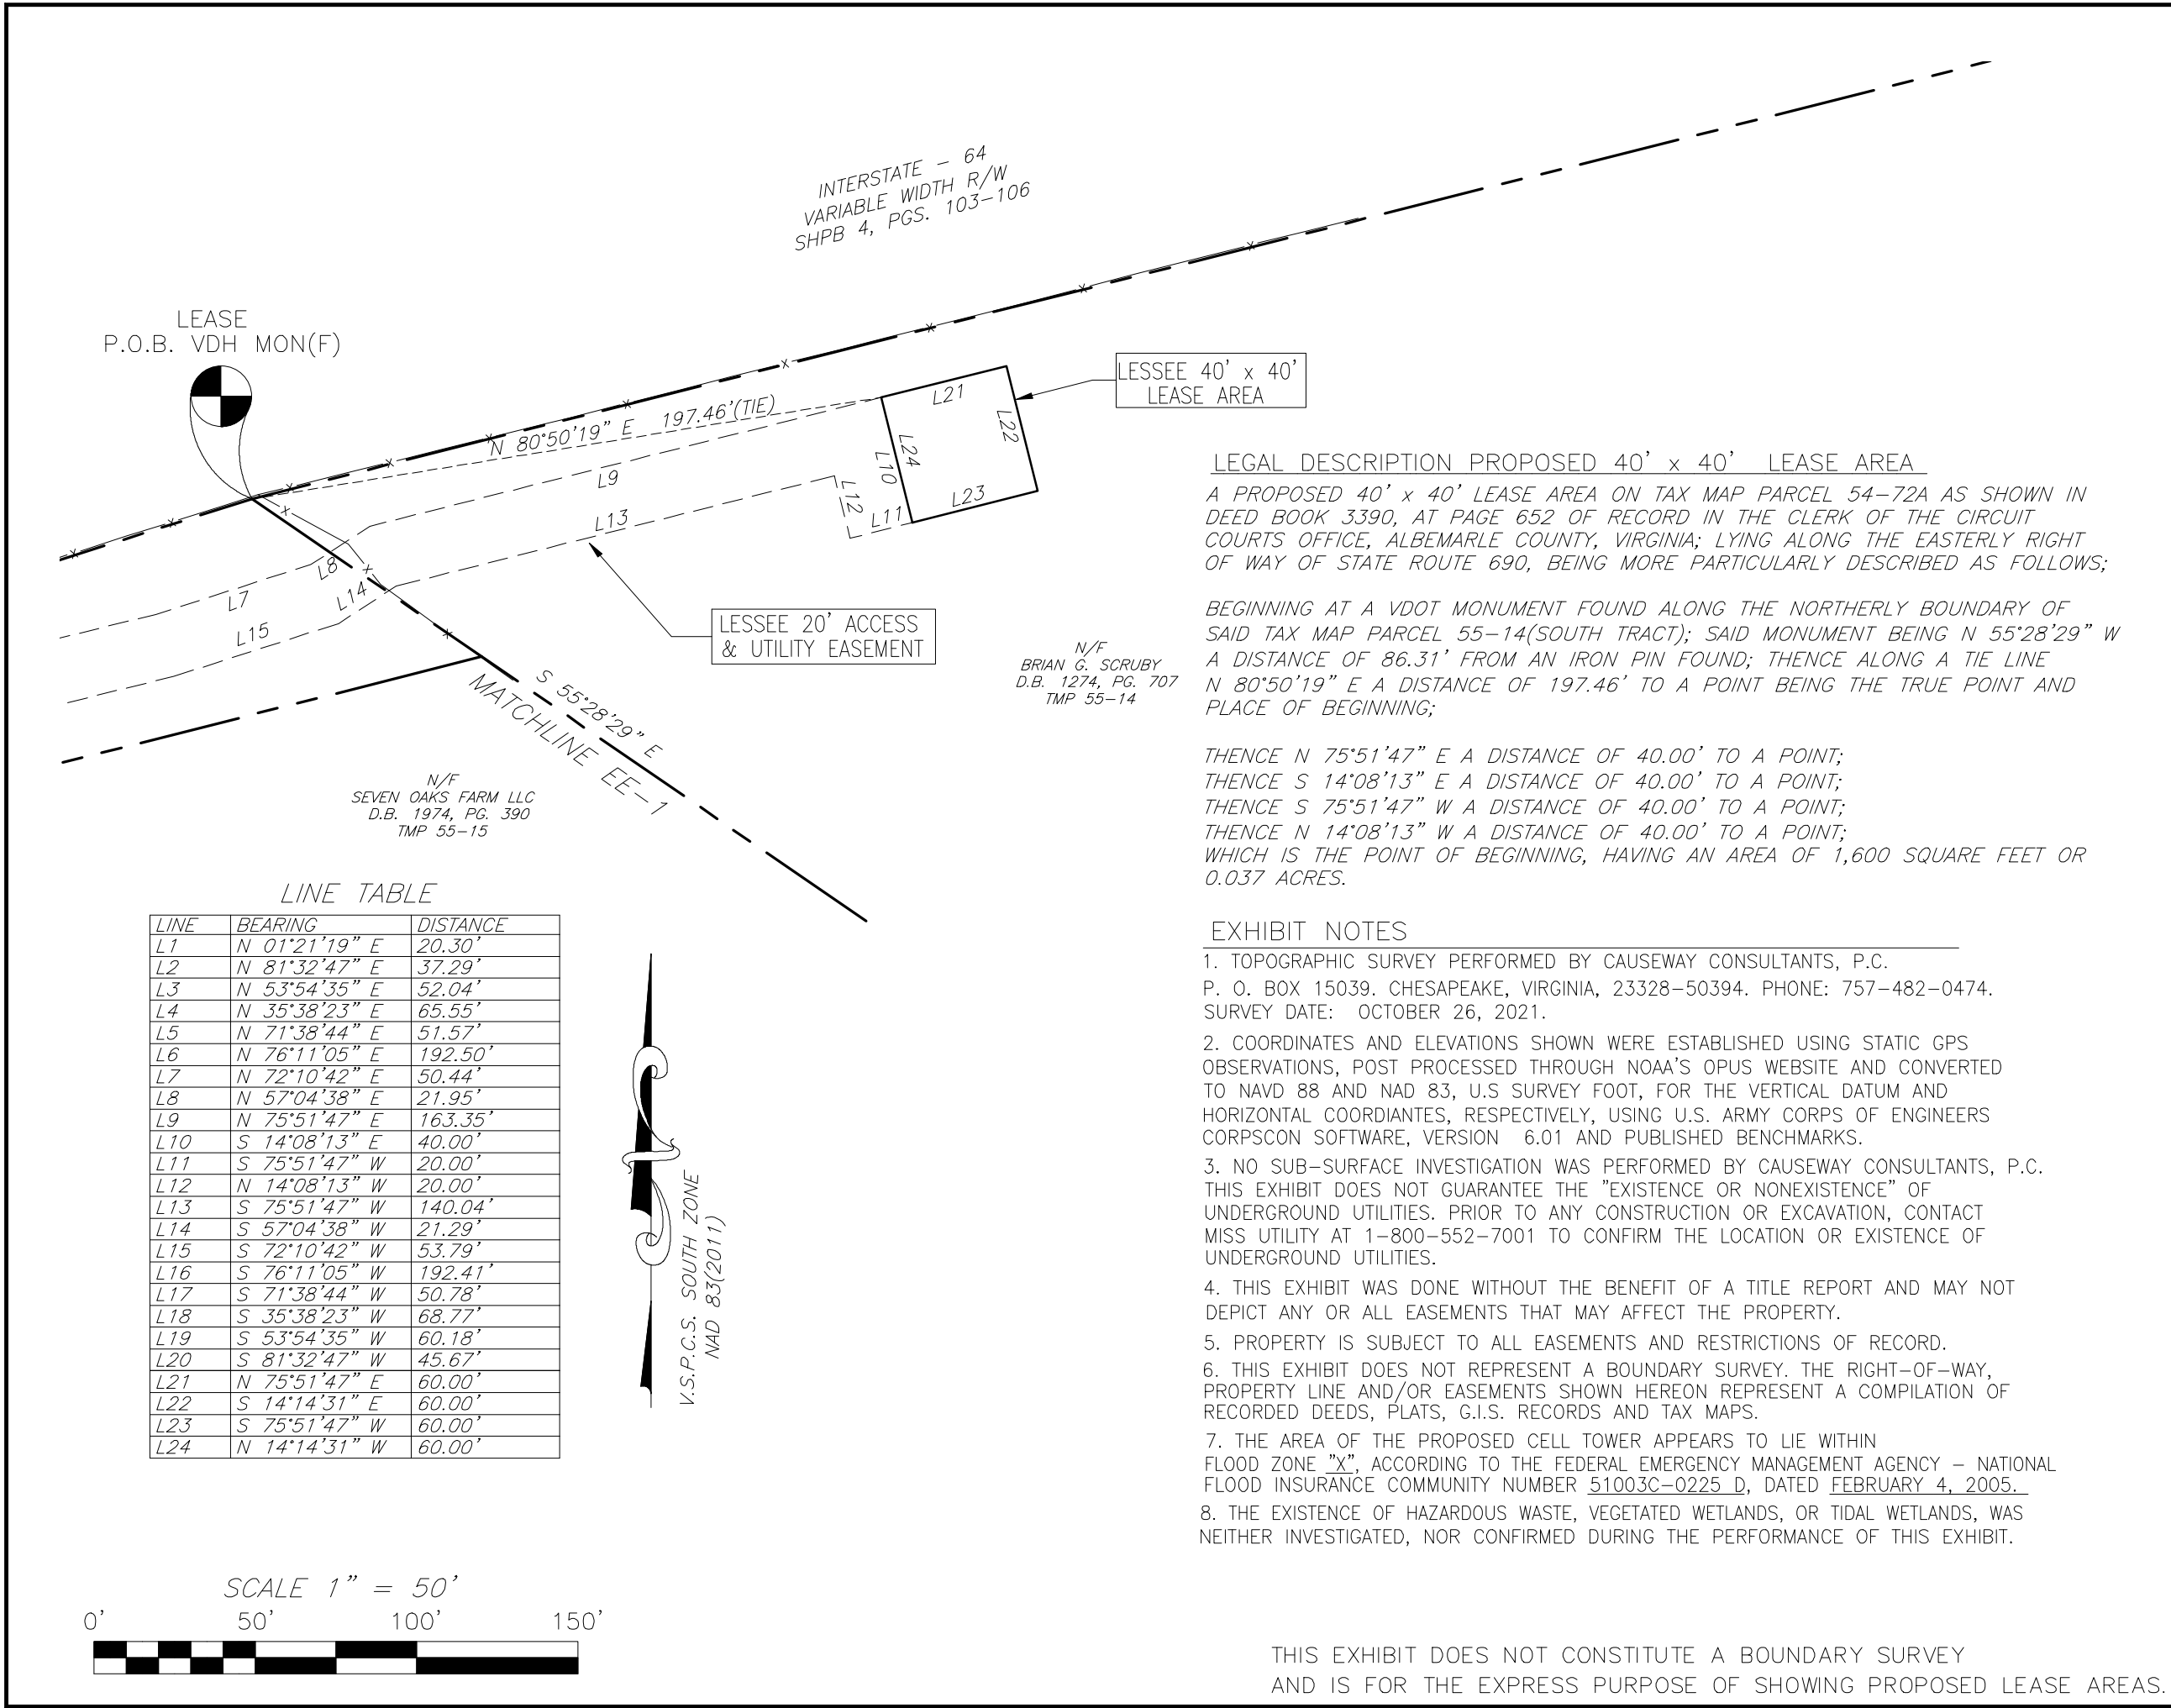 INTERSTATE - 64
VARIABLE WIDTH R/W
SHPB 4, PGS. 103-106
LEASE
P.O.B. VDH MON(F)
LESSEE 40' x 40'
LEASE AREA
N 80°50'19" E 197.46'(TIE)
L21
L22
L24
L10
L23
L9
L12
L11
L13
L8
L7
L14
L15
LESSEE 20' ACCESS
& UTILITY EASEMENT
N/F
BRIAN G. SCRUBY
D.B. 1274, PG. 707
TMP 55-14
S 55°28'29" E
MATCHLINE EE-1
N/F
SEVEN OAKS FARM LLC
D.B. 1974, PG. 390
TMP 55-15
LINE TABLE
LINE BEARING DISTANCE
L1 N 01°21'19" E 20.30'
L2 N 81°32'47" E 37.29'
L3 N 53°54'35" E 52.04'
L4 N 35°38'23" E 65.55'
L5 N 71°38'44" E 51.57'
L6 N 76°11'05" E 192.50'
L7 N 72°10'42" E 50.44'
L8 N 57°04'38" E 21.95'
L9 N 75°51'47" E 163.35'
L10 S 14°08'13" E 40.00'
L11 S 75°51'47" W 20.00'
L12 N 14°08'13" W 20.00'
L13 S 75°51'47" W 140.04'
L14 S 57°04'38" W 21.29'
L15 S 72°10'42" W 53.79'
L16 S 76°11'05" W 192.41'
L17 S 71°38'44" W 50.78'
L18 S 35°38'23" W 68.77'
L19 S 53°54'35" W 60.18'
L20 S 81°32'47" W 45.67'
L21 N 75°51'47" E 60.00'
L22 S 14°14'31" E 60.00'
L23 S 75°51'47" W 60.00'
L24 N 14°14'31" W 60.00'
V.S.P.C.S. SOUTH ZONE
NAD 83(2011)
SCALE 1" = 50'
0' 50' 100' 150'
LEGAL DESCRIPTION PROPOSED 40' x 40' LEASE AREA
A PROPOSED 40' x 40' LEASE AREA ON TAX MAP PARCEL 54-72A AS SHOWN IN
DEED BOOK 3390, AT PAGE 652 OF RECORD IN THE CLERK OF THE CIRCUIT
COURTS OFFICE, ALBEMARLE COUNTY, VIRGINIA; LYING ALONG THE EASTERLY RIGHT
OF WAY OF STATE ROUTE 690, BEING MORE PARTICULARLY DESCRIBED AS FOLLOWS;
BEGINNING AT A VDOT MONUMENT FOUND ALONG THE NORTHERLY BOUNDARY OF
SAID TAX MAP PARCEL 55-14(SOUTH TRACT); SAID MONUMENT BEING N 55°28'29" W
A DISTANCE OF 86.31' FROM AN IRON PIN FOUND; THENCE ALONG A TIE LINE
N 80°50'19" E A DISTANCE OF 197.46' TO A POINT BEING THE TRUE POINT AND
PLACE OF BEGINNING;
THENCE N 75°51'47" E A DISTANCE OF 40.00' TO A POINT;
THENCE S 14°08'13" E A DISTANCE OF 40.00' TO A POINT;
THENCE S 75°51'47" W A DISTANCE OF 40.00' TO A POINT;
THENCE N 14°08'13" W A DISTANCE OF 40.00' TO A POINT;
WHICH IS THE POINT OF BEGINNING, HAVING AN AREA OF 1,600 SQUARE FEET OR
0.037 ACRES.
EXHIBIT NOTES
1. TOPOGRAPHIC SURVEY PERFORMED BY CAUSEWAY CONSULTANTS, P.C.
P. O. BOX 15039. CHESAPEAKE, VIRGINIA, 23328-50394. PHONE: 757-482-0474.
SURVEY DATE: OCTOBER 26, 2021.
2. COORDINATES AND ELEVATIONS SHOWN WERE ESTABLISHED USING STATIC GPS
OBSERVATIONS, POST PROCESSED THROUGH NOAA'S OPUS WEBSITE AND CONVERTED
TO NAVD 88 AND NAD 83, U.S SURVEY FOOT, FOR THE VERTICAL DATUM AND
HORIZONTAL COORDIANTES, RESPECTIVELY, USING U.S. ARMY CORPS OF ENGINEERS
CORPSCON SOFTWARE, VERSION 6.01 AND PUBLISHED BENCHMARKS.
3. NO SUB-SURFACE INVESTIGATION WAS PERFORMED BY CAUSEWAY CONSULTANTS, P.C.
THIS EXHIBIT DOES NOT GUARANTEE THE "EXISTENCE OR NONEXISTENCE" OF
UNDERGROUND UTILITIES. PRIOR TO ANY CONSTRUCTION OR EXCAVATION, CONTACT
MISS UTILITY AT 1-800-552-7001 TO CONFIRM THE LOCATION OR EXISTENCE OF
UNDERGROUND UTILITIES.
4. THIS EXHIBIT WAS DONE WITHOUT THE BENEFIT OF A TITLE REPORT AND MAY NOT
DEPICT ANY OR ALL EASEMENTS THAT MAY AFFECT THE PROPERTY.
5. PROPERTY IS SUBJECT TO ALL EASEMENTS AND RESTRICTIONS OF RECORD.
6. THIS EXHIBIT DOES NOT REPRESENT A BOUNDARY SURVEY. THE RIGHT-OF-WAY,
PROPERTY LINE AND/OR EASEMENTS SHOWN HEREON REPRESENT A COMPILATION OF
RECORDED DEEDS, PLATS, G.I.S. RECORDS AND TAX MAPS.
7. THE AREA OF THE PROPOSED CELL TOWER APPEARS TO LIE WITHIN
FLOOD ZONE "X", ACCORDING TO THE FEDERAL EMERGENCY MANAGEMENT AGENCY - NATIONAL
FLOOD INSURANCE COMMUNITY NUMBER 51003C-0225 D, DATED FEBRUARY 4, 2005.
8. THE EXISTENCE OF HAZARDOUS WASTE, VEGETATED WETLANDS, OR TIDAL WETLANDS, WAS
NEITHER INVESTIGATED, NOR CONFIRMED DURING THE PERFORMANCE OF THIS EXHIBIT.
THIS EXHIBIT DOES NOT CONSTITUTE A BOUNDARY SURVEY
AND IS FOR THE EXPRESS PURPOSE OF SHOWING PROPOSED LEASE AREAS.